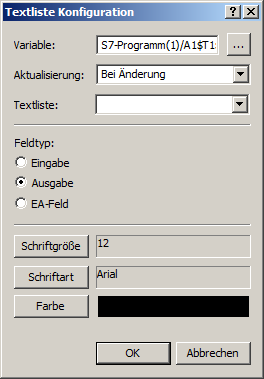 Textliste Konfiguration
Variable: S7-Programm(1)/A1$T1: ...
Aktualisierung: Bei Änderung
Textliste:
Feldtyp:
Eingabe
Ausgabe
EA-Feld
Schriftgröße 12
Schriftart Arial
Farbe
OK Abbrechen